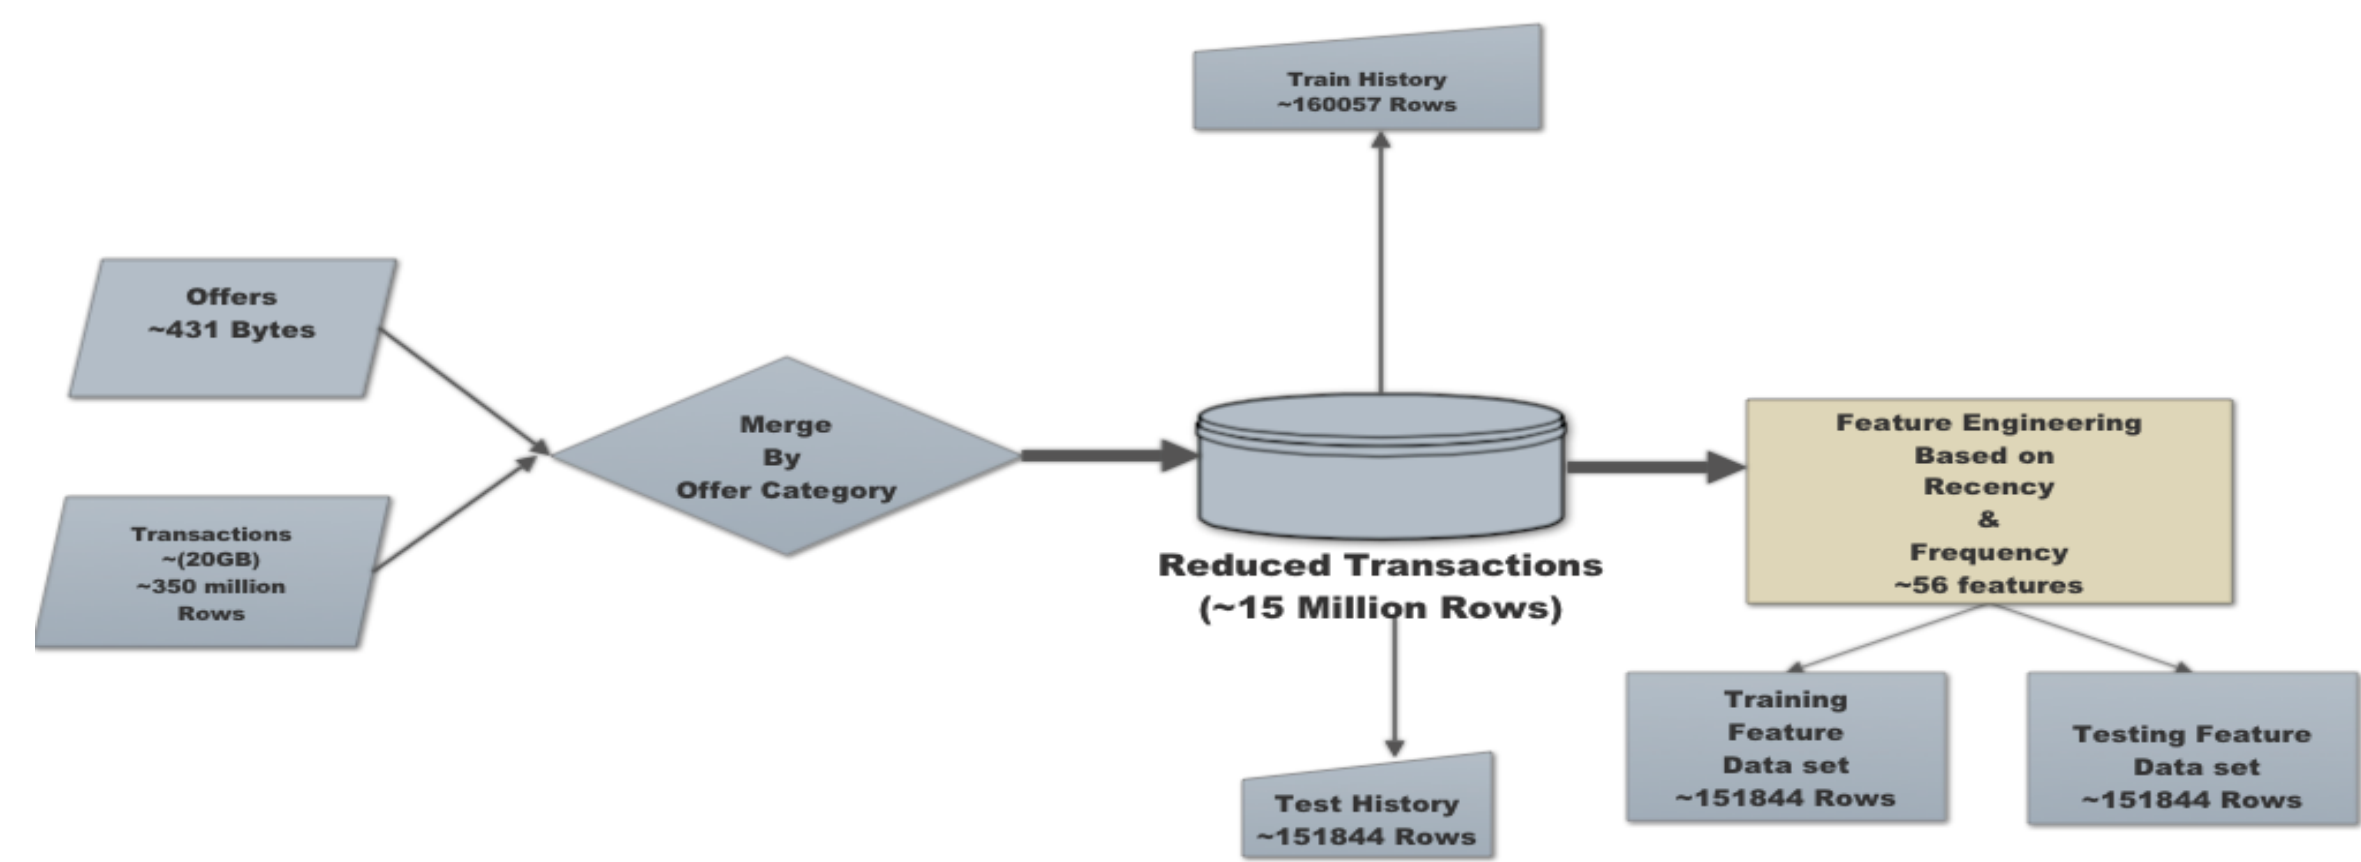 Train History
~160057 Rows
Offers
~431 Bytes
Transactions
~(20GB)
~350 million
Rows
Merge
By
Offer Category
Reduced Transactions
(~15 Million Rows)
Feature Engineering
Based on
Recency
&
Frequency
~56 features
Test History
~151844 Rows
Training
Feature
Data set
~151844 Rows
Testing Feature
Data set
~151844 Rows